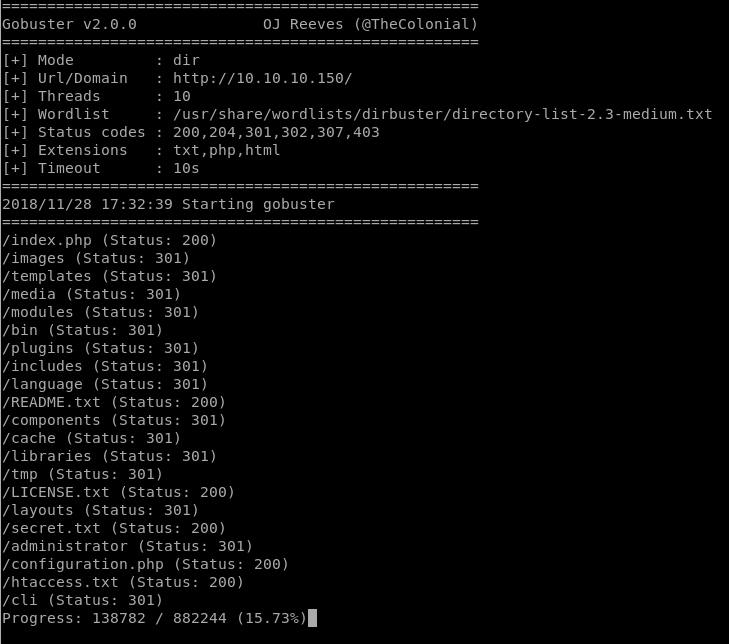 =====================================================
Gobuster v2.0.0              OJ Reeves (@TheColonial)
=====================================================
[+] Mode         : dir
[+] Url/Domain   : http://10.10.10.150/
[+] Threads      : 10
[+] Wordlist     : /usr/share/wordlists/dirbuster/directory-list-2.3-medium.txt
[+] Status codes : 200,204,301,302,307,403
[+] Extensions   : txt,php,html
[+] Timeout      : 10s
=====================================================
2018/11/28 17:32:39 Starting gobuster
=====================================================
/index.php (Status: 200)
/images (Status: 301)
/templates (Status: 301)
/media (Status: 301)
/modules (Status: 301)
/bin (Status: 301)
/plugins (Status: 301)
/includes (Status: 301)
/language (Status: 301)
/README.txt (Status: 200)
/components (Status: 301)
/cache (Status: 301)
/libraries (Status: 301)
/tmp (Status: 301)
/LICENSE.txt (Status: 200)
/layouts (Status: 301)
/secret.txt (Status: 200)
/administrator (Status: 301)
/configuration.php (Status: 200)
/htaccess.txt (Status: 200)
/cli (Status: 301)
Progress: 138782 / 882244 (15.73%)